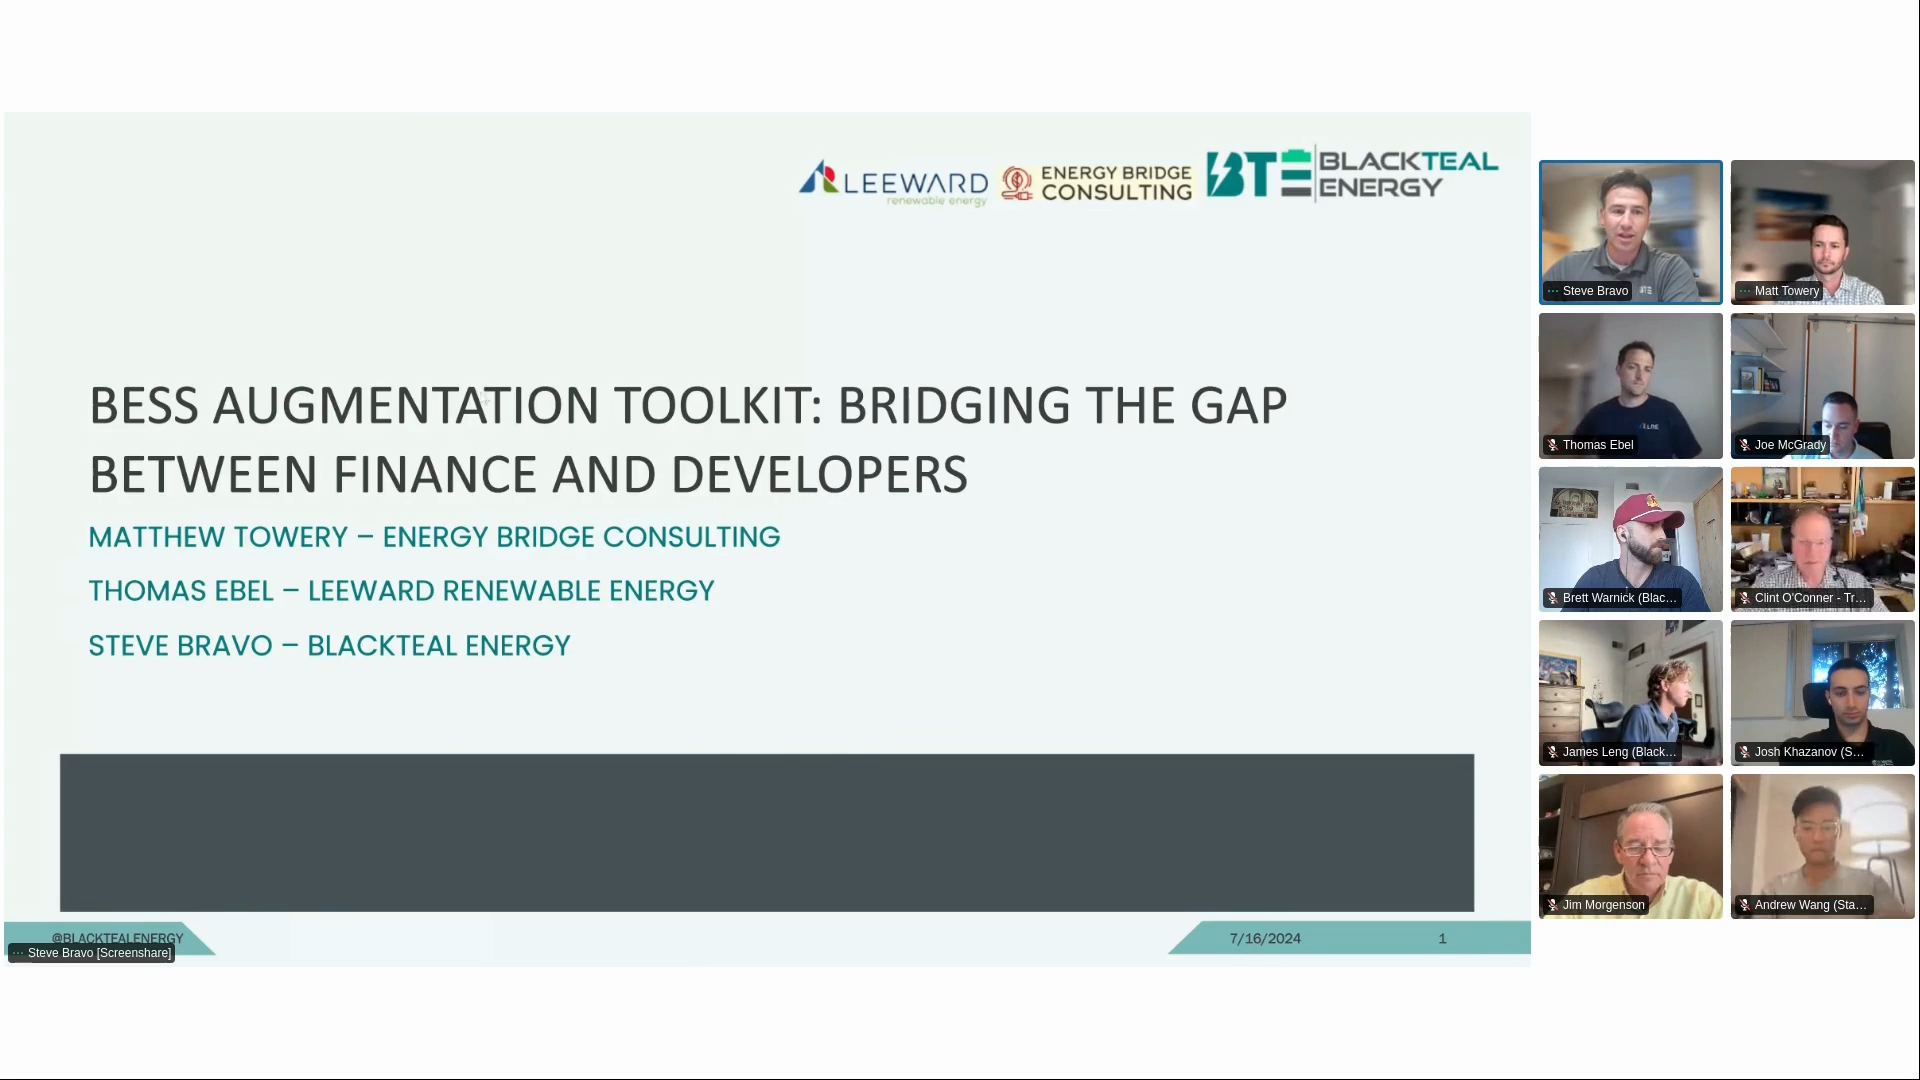 LEEWARD
renewable energy
ENERGY BRIDGE
CONSULTING
BTE
BLACKTEAL
ENERGY
BESS AUGMENTATION TOOLKIT: BRIDGING THE GAP
BETWEEN FINANCE AND DEVELOPERS
MATTHEW TOWERY – ENERGY BRIDGE CONSULTING
THOMAS EBEL – LEEWARD RENEWABLE ENERGY
STEVE BRAVO – BLACKTEAL ENERGY
@BLACKTEALENERGY
7/16/2024
1
Steve Bravo [Screenshare]
Steve Bravo
Matt Towery
Thomas Ebel
Joe McGrady
Brett Warnick (Blac...
Clint O'Conner - Tr...
James Leng (Black...
Josh Khazanov (S...
Jim Morgenson
Andrew Wang (Sta...